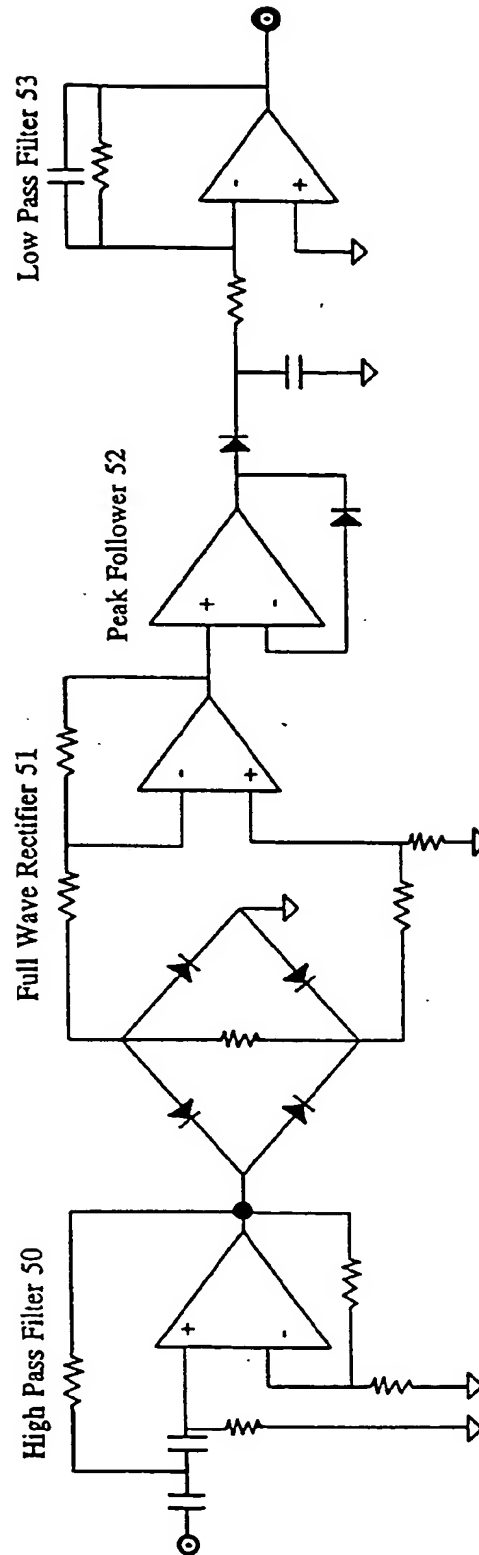 High Pass Filter 50
Full Wave Rectifier 51
Peak Follower 52
Low Pass Filter 53
+
-
-
+
+
-
-
+